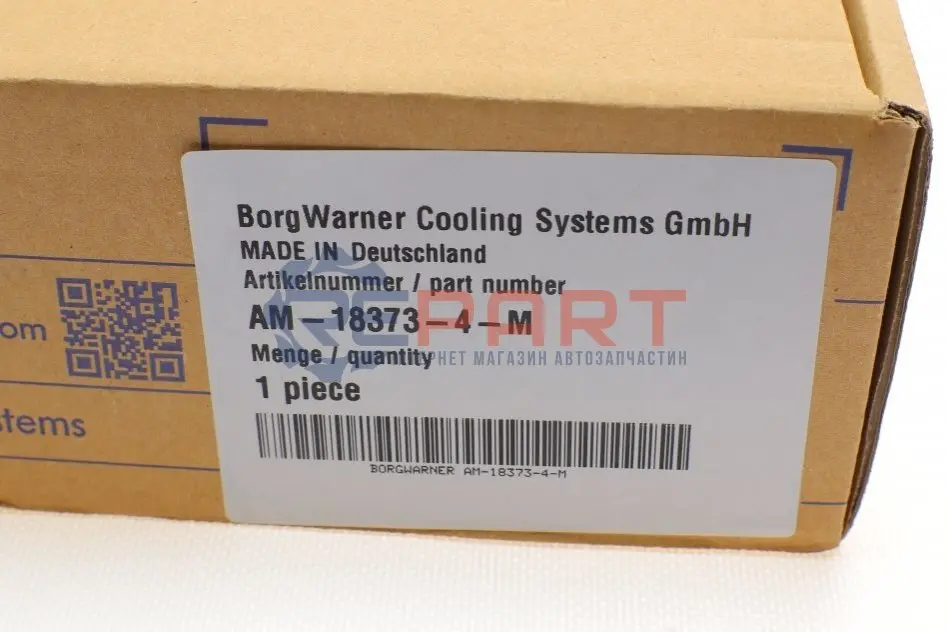 BorgWarner Cooling Systems GmbH
MADE IN Deutschland
Artikelnummer / part number
AM-18373-4-M
Menge / quantity
1 piece
BORGWARNER AM-18373-4-M
REPART
ИНТЕРНЕТ МАГАЗИН АВТОЗАПЧАСТИН
om
stems